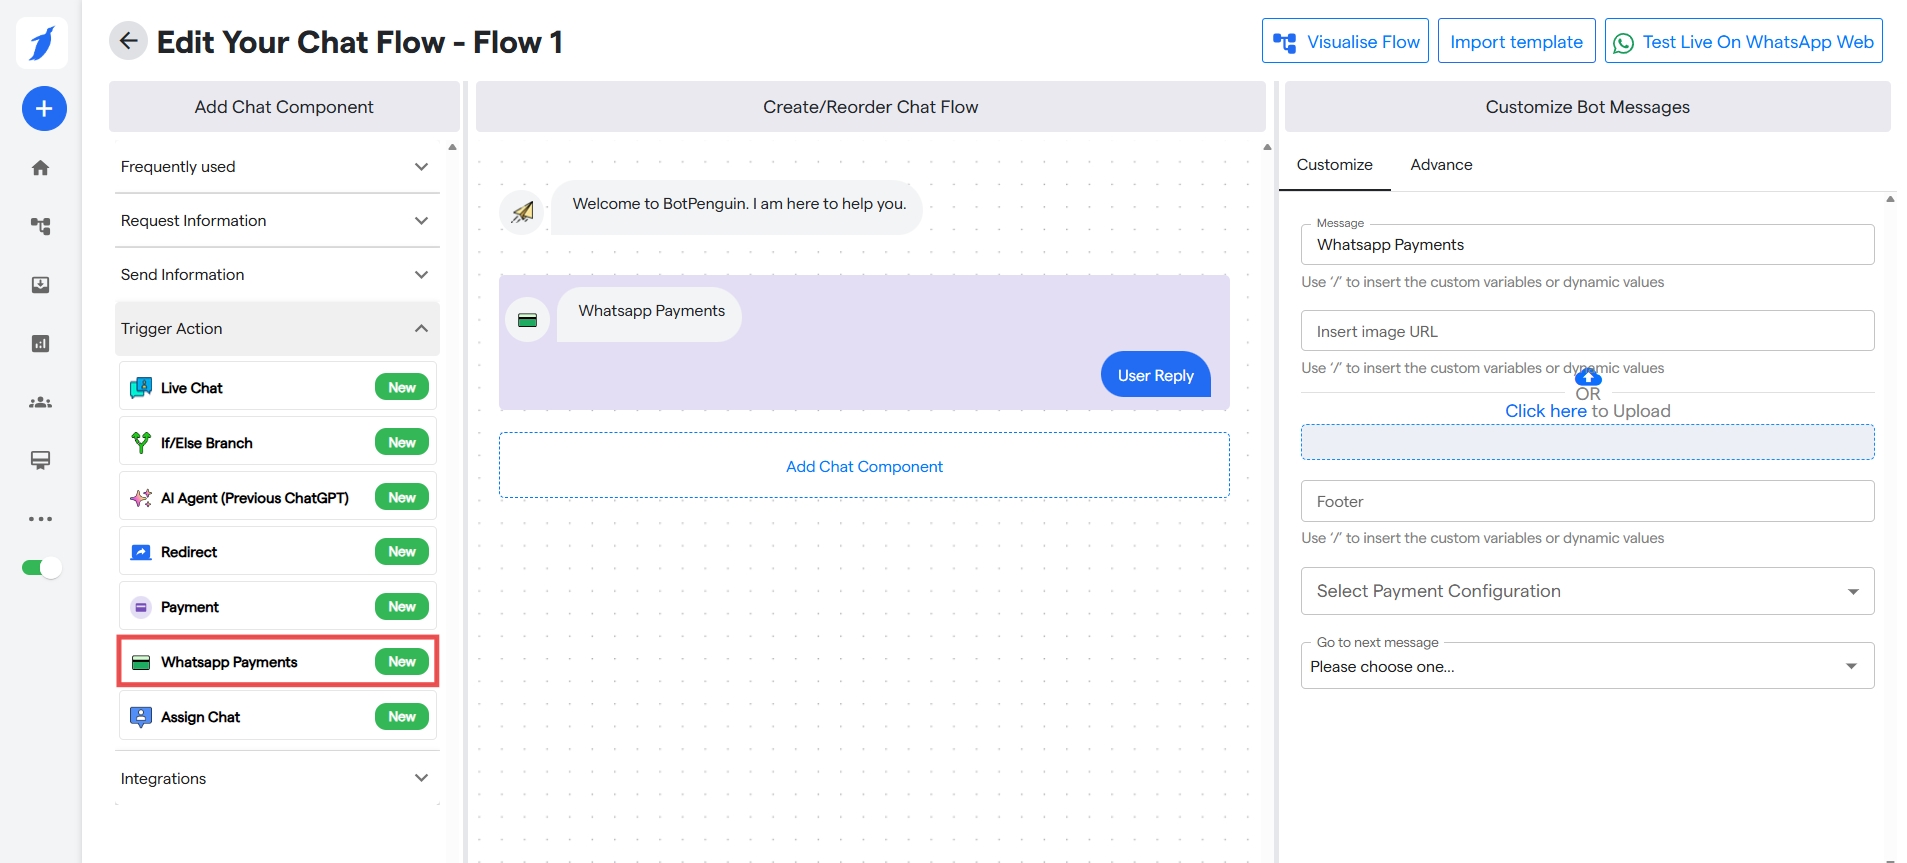 Edit Your Chat Flow - Flow 1
Visualise Flow
Import template
Test Live On WhatsApp Web
Add Chat Component
Frequently used
Request Information
Send Information
Trigger Action
Live Chat New
If/Else Branch New
AI Agent (Previous ChatGPT) New
Redirect New
Payment New
Whatsapp Payments New
Assign Chat New
Integrations
Create/Reorder Chat Flow
Welcome to BotPenguin. I am here to help you.
Whatsapp Payments
User Reply
Add Chat Component
Customize Bot Messages
Customize Advance
Message
Whatsapp Payments
Use '/' to insert the custom variables or dynamic values
Insert image URL
Use '/' to insert the custom variables or dynamic values
OR
Click here to Upload
Footer
Use '/' to insert the custom variables or dynamic values
Select Payment Configuration
Go to next message
Please choose one...